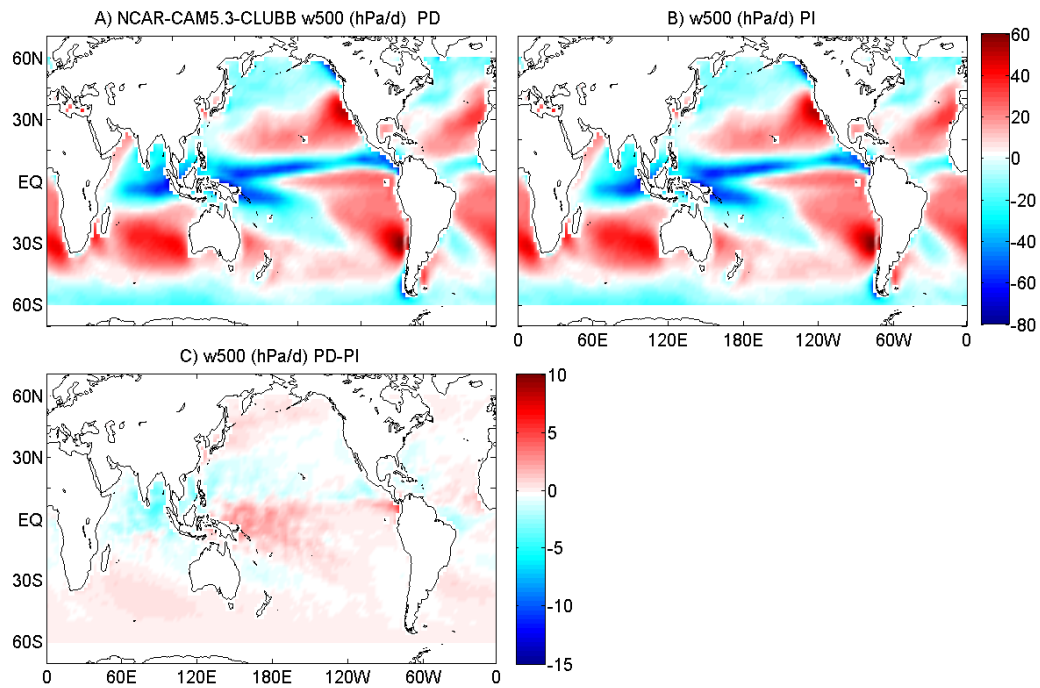 A) NCAR-CAM5.3-CLUBB w500 (hPa/d) PD
B) w500 (hPa/d) PI
60N
30N
EQ
30S
60S
60E
120E
180E
120W
60W
0
60
40
20
0
-20
-40
-60
-80
C) w500 (hPa/d) PD-PI
60N
30N
EQ
30S
60S
0
60E
120E
180E
120W
60W
0
10
5
0
-5
-10
-15